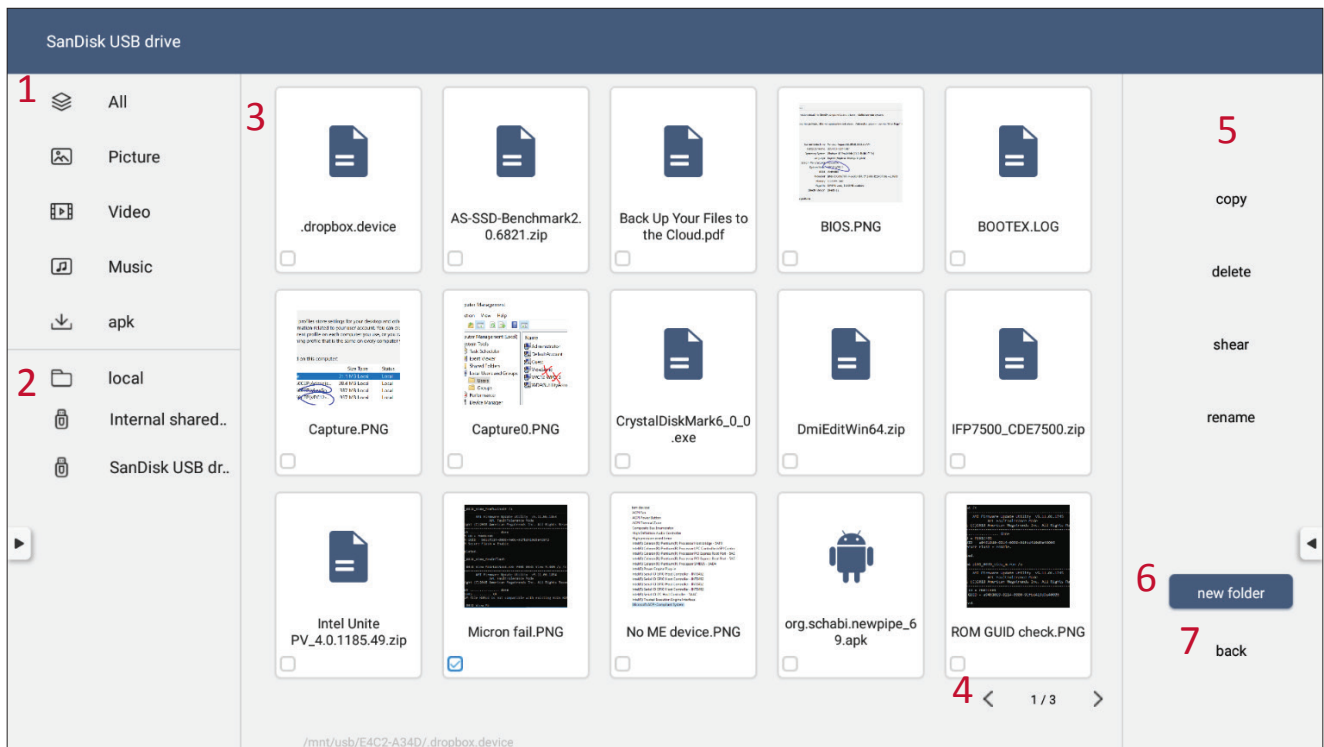 SanDisk USB drive
1
All
Picture
Video
Music
apk
2
local
Internal shared..
SanDisk USB dr..
3
.dropbox.device
AS-SSD-Benchmark2.
0.6821.zip
Back Up Your Files to
the Cloud.pdf
BIOS.PNG
BOOTEX.LOG
Capture.PNG
Capture0.PNG
CrystalDiskMark6_0_0
.exe
DmiEditWin64.zip
IFP7500_CDE7500.zip
Intel Unite
PV_4.0.1185.49.zip
Micron fail.PNG
No ME device.PNG
org.schabi.newpipe_6
9.apk
ROM GUID check.PNG
4
1 / 3
/mnt/usb/E4C2-A34D/.dropbox.device
5
copy
delete
shear
rename
6
new folder
7
back